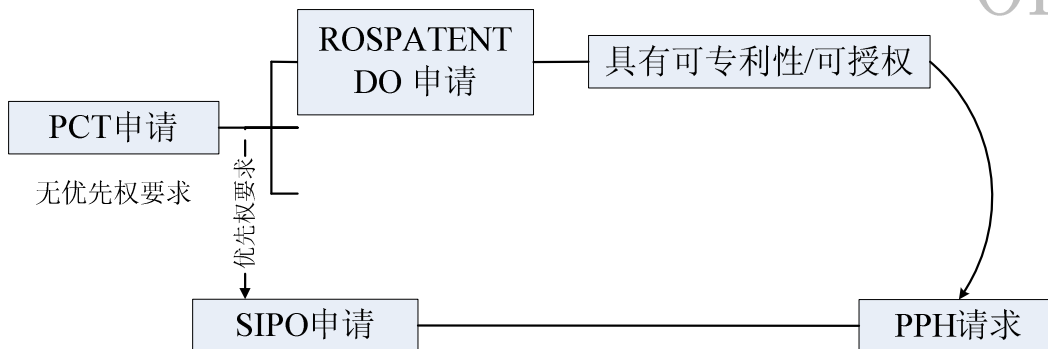 ROSPATENT
DO 申请
具有可专利性/可授权
PCT申请
无优先权要求
优先权要求
SIPO申请
PPH请求